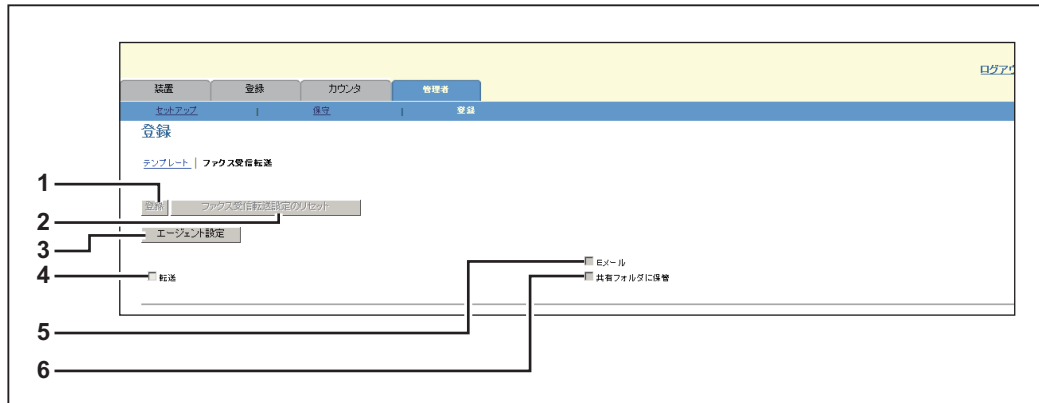 ログアウ
装置 登録 カウンタ 管理者
セットアップ | 保守 | 登録
登録
テンプレート | ファクス受信転送
1
登録 ファクス受信転送設定のリセット
2
エージェント設定
3
4
転送
Eメール
共有フォルダに保管
5
6